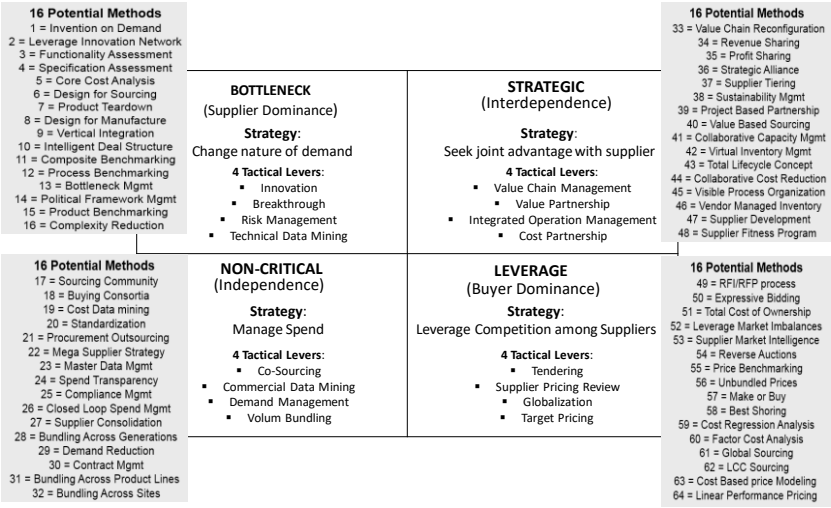 16 Potential Methods
1 = Invention on Demand
2 = Leverage Innovation Network
3 = Functionality Assessment
4 = Specification Assessment
5 = Core Cost Analysis
6 = Design for Sourcing
7 = Product Teardown
8 = Design for Manufacture
9 = Vertical Integration
10 = Intelligent Deal Structure
11 = Composite Benchmarking
12 = Process Benchmarking
13 = Bottleneck Mgmt
14 = Political Framework Mgmt
15 = Product Benchmarking
16 = Complexity Reduction
BOTTLENECK
(Supplier Dominance)
Strategy:
Change nature of demand
4 Tactical Levers:
▪ Innovation
▪ Breakthrough
▪ Risk Management
▪ Technical Data Mining
STRATEGIC
(Interdependence)
Strategy:
Seek joint advantage with supplier
4 Tactical Levers:
▪ Value Chain Management
▪ Value Partnership
▪ Integrated Operation Management
▪ Cost Partnership
16 Potential Methods
33 = Value Chain Reconfiguration
34 = Revenue Sharing
35 = Profit Sharing
36 = Strategic Alliance
37 = Supplier Tiering
38 = Sustainability Mgmt
39 = Project Based Partnership
40 = Value Based Sourcing
41 = Collaborative Capacity Mgmt
42 = Virtual Inventory Mgmt
43 = Total Lifecycle Concept
44 = Collaborative Cost Reduction
45 = Visible Process Organization
46 = Vendor Managed Inventory
47 = Supplier Development
48 = Supplier Fitness Program
16 Potential Methods
17 = Sourcing Community
18 = Buying Consortia
19 = Cost Data mining
20 = Standardization
21 = Procurement Outsourcing
22 = Mega Supplier Strategy
23 = Master Data Mgmt
24 = Spend Transparency
25 = Compliance Mgmt
26 = Closed Loop Spend Mgmt
27 = Supplier Consolidation
28 = Bundling Across Generations
29 = Demand Reduction
30 = Contract Mgmt
31 = Bundling Across Product Lines
32 = Bundling Across Sites
NON-CRITICAL
(Independence)
Strategy:
Manage Spend
4 Tactical Levers:
▪ Co-Sourcing
▪ Commercial Data Mining
▪ Demand Management
▪ Volum Bundling
LEVERAGE
(Buyer Dominance)
Strategy:
Leverage Competition among Suppliers
4 Tactical Levers:
▪ Tendering
▪ Supplier Pricing Review
▪ Globalization
▪ Target Pricing
16 Potential Methods
49 = RFI/RFP process
50 = Expressive Bidding
51 = Total Cost of Ownership
52 = Leverage Market Imbalances
53 = Supplier Market Intelligence
54 = Reverse Auctions
55 = Price Benchmarking
56 = Unbundled Prices
57 = Make or Buy
58 = Best Shoring
59 = Cost Regression Analysis
60 = Factor Cost Analysis
61 = Global Sourcing
62 = LCC Sourcing
63 = Cost Based price Modeling
64 = Linear Performance Pricing